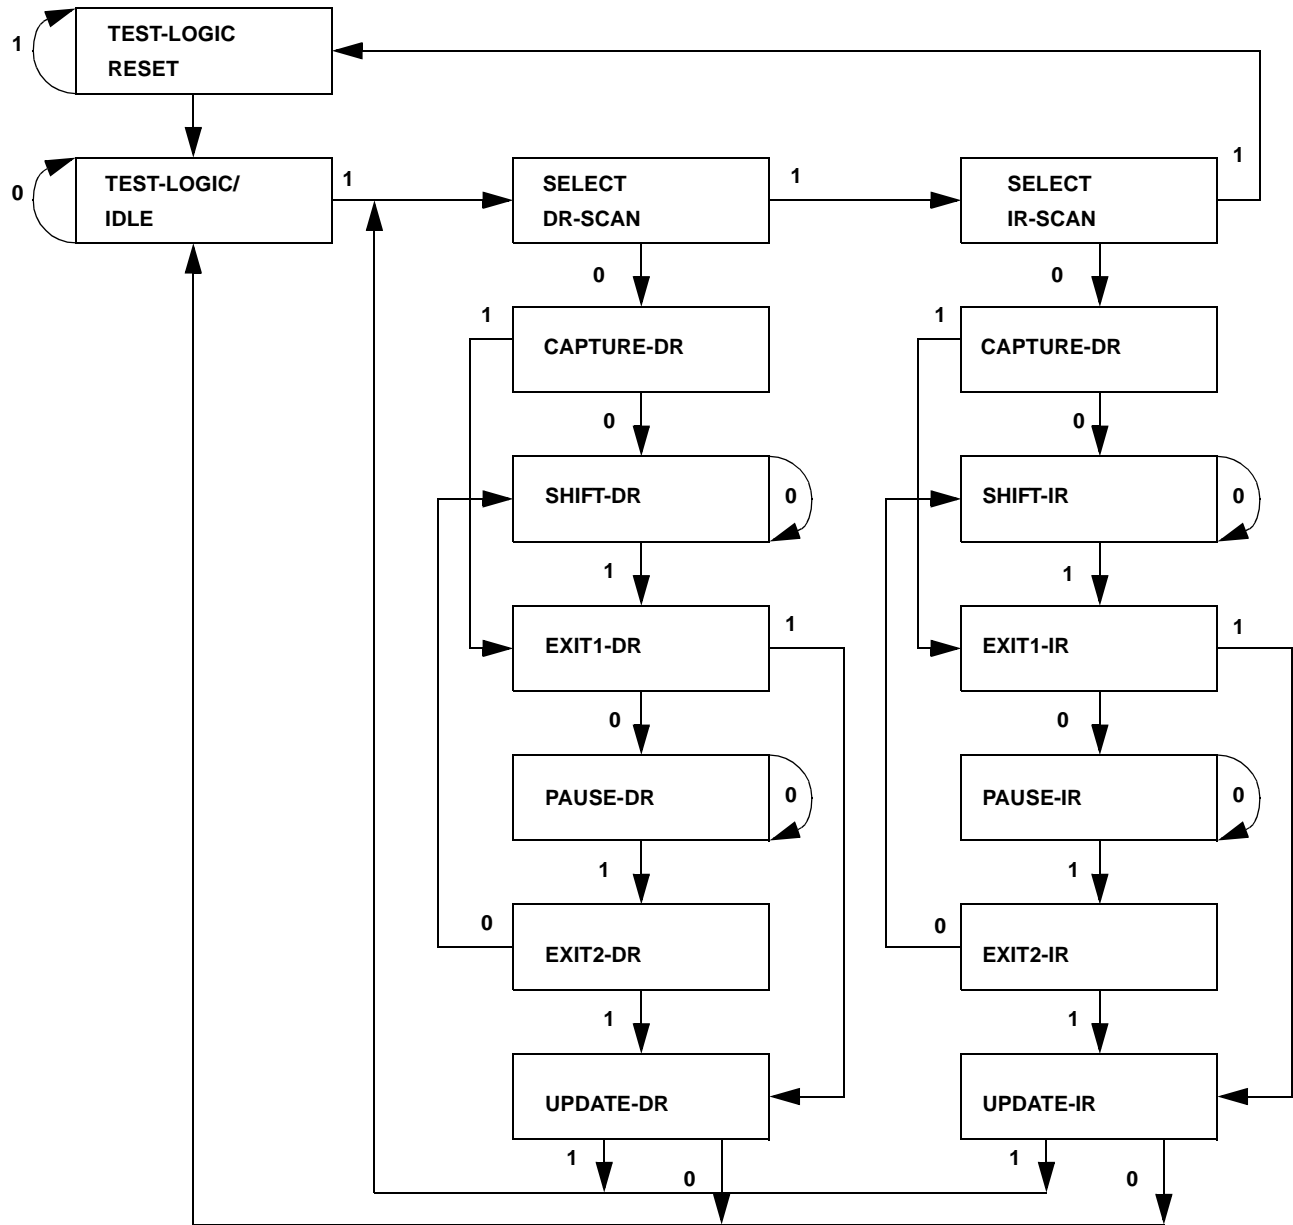 1
TEST-LOGIC
RESET
0
TEST-LOGIC/
IDLE
1
SELECT
DR-SCAN
1
SELECT
IR-SCAN
1
0
0
1
CAPTURE-DR
1
CAPTURE-DR
0
0
SHIFT-DR
0
SHIFT-IR
0
1
1
EXIT1-DR
1
EXIT1-IR
1
0
0
PAUSE-DR
0
PAUSE-IR
0
1
1
0
EXIT2-DR
0
EXIT2-IR
1
1
UPDATE-DR
UPDATE-IR
1
0
1
0